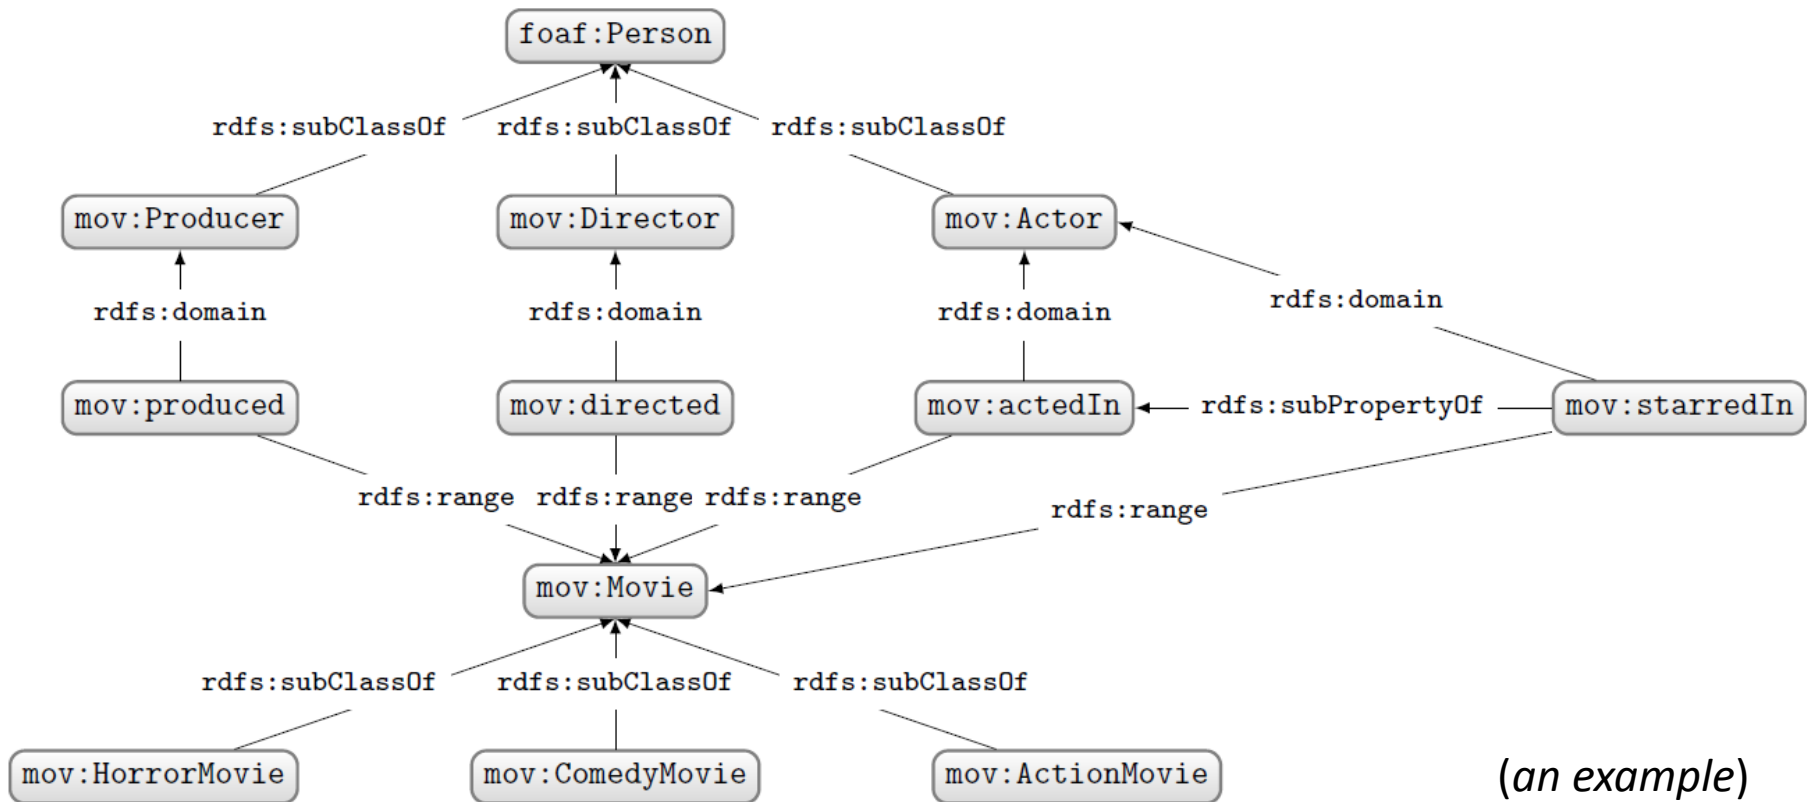 foaf:Person
rdfs:subClassOf rdfs:subClassOf rdfs:subClassOf
mov:Producer mov:Director mov:Actor
rdfs:domain rdfs:domain rdfs:domain rdfs:domain
mov:produced mov:directed mov:actedIn rdfs:subPropertyOf mov:starredIn
rdfs:range rdfs:range rdfs:range rdfs:range
mov:Movie
rdfs:subClassOf rdfs:subClassOf rdfs:subClassOf
mov:HorrorMovie mov:ComedyMovie mov:ActionMovie (an example)